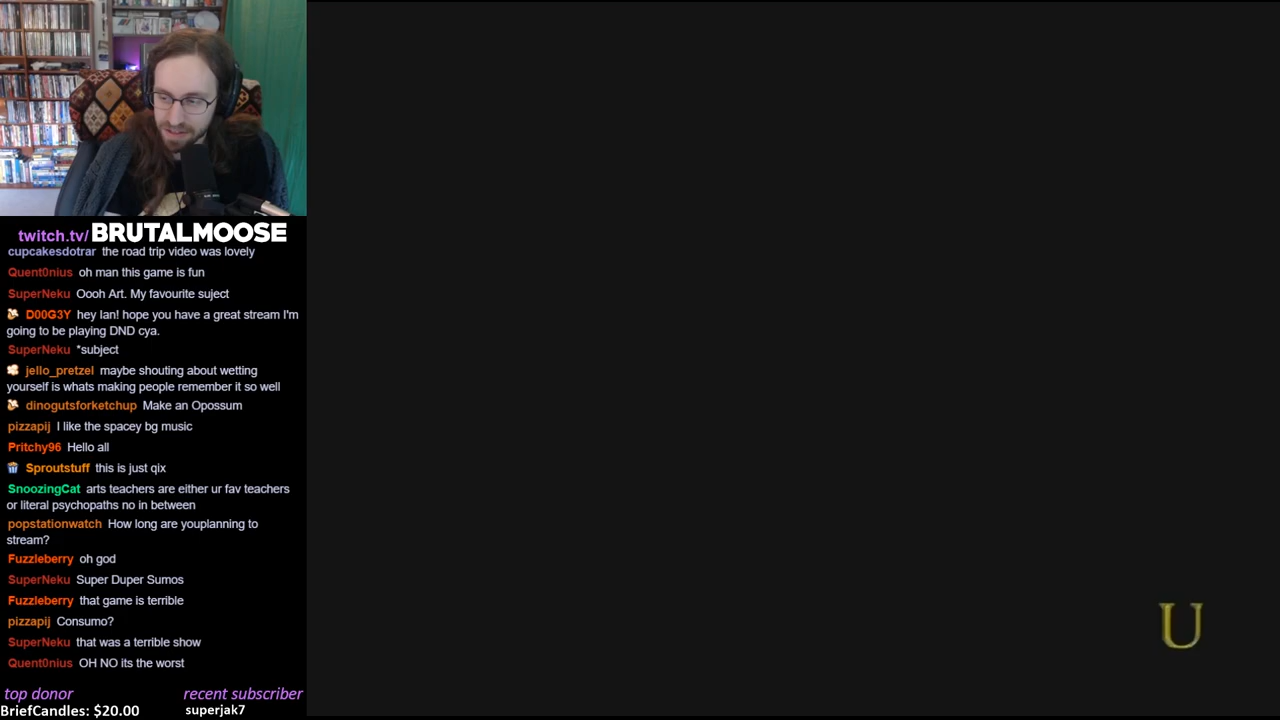 twitch.tv/BRUTALMOOSE
cupcakesdotrar the road trip video was lovely
Quent0nius oh man this game is fun
SuperNeku Oooh Art. My favourite suject
D00G3Y hey Ian! hope you have a great stream I'm
going to be playing DND cya.
SuperNeku *subject
jello_pretzel maybe shouting about wetting
yourself is whats making people remember it so well
dinogutsforketchup Make an Opossum
pizzapij I like the spacey bg music
Pritchy96 Hello all
Sproutstuff this is just qix
SnoozingCat arts teachers are either ur fav teachers
or literal psychopaths no in between
popstationwatch How long are youplanning to
stream?
Fuzzleberry oh god
SuperNeku Super Duper Sumos
Fuzzleberry that game is terrible
pizzapij Consumo?
SuperNeku that was a terrible show
Quent0nius OH NO its the worst
top donor recent subscriber
BriefCandles: $20.00 superjak7
U